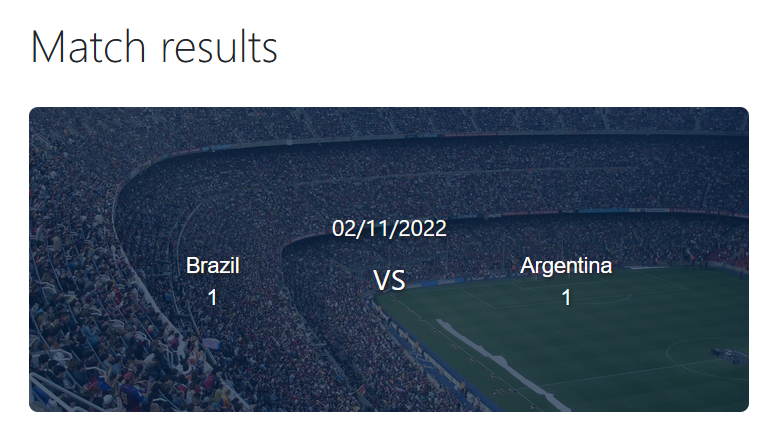 Match results
02/11/2022
Brazil
VS
Argentina
1
1